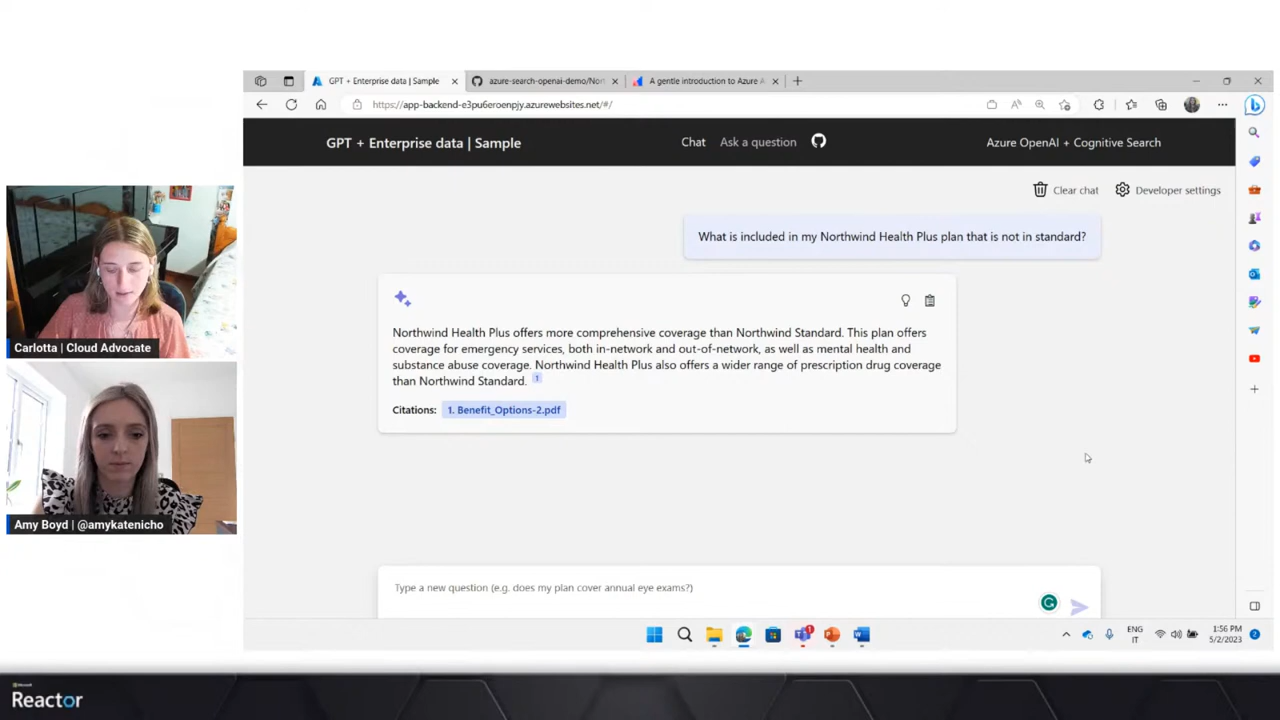 GPT + Enterprise data | Sample
azure-search-openai-demo/Nor
A gentle introduction to Azure A
https://app-backend-e3pu6eroenpjy.azurewebsites.net/#/
GPT + Enterprise data | Sample
Chat
Ask a question
Azure OpenAI + Cognitive Search
Clear chat
Developer settings
What is included in my Northwind Health Plus plan that is not in standard?
Northwind Health Plus offers more comprehensive coverage than Northwind Standard. This plan offers
coverage for emergency services, both in-network and out-of-network, as well as mental health and
substance abuse coverage. Northwind Health Plus also offers a wider range of prescription drug coverage
than Northwind Standard. 1
Citations: 1. Benefit_Options-2.pdf
Carlotta | Cloud Advocate
Amy Boyd | @amykatenicho
Type a new question (e.g. does my plan cover annual eye exams?)
ENG
IT
1:56 PM
5/2/2023
2
Microsoft
Reactor